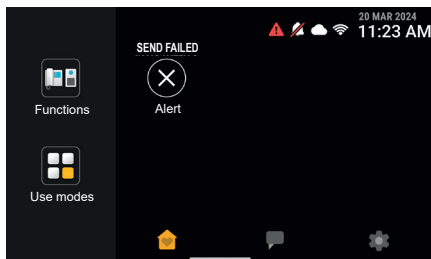 20 MAR 2024
11:23 AM
SEND FAILED
Functions
Alert
Use modes